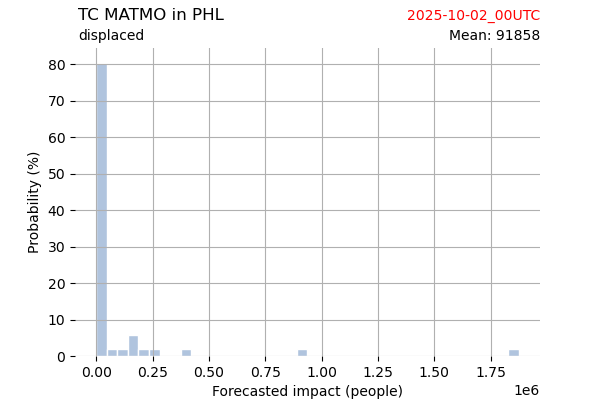 TC MATMO in PHL
2025-10-02_00UTC
displaced
Mean: 91858
80
70
60
50
40
30
20
10
0
Probability (%)
0.00 0.25 0.50 0.75 1.00 1.25 1.50 1.75
1e6
Forecasted impact (people)